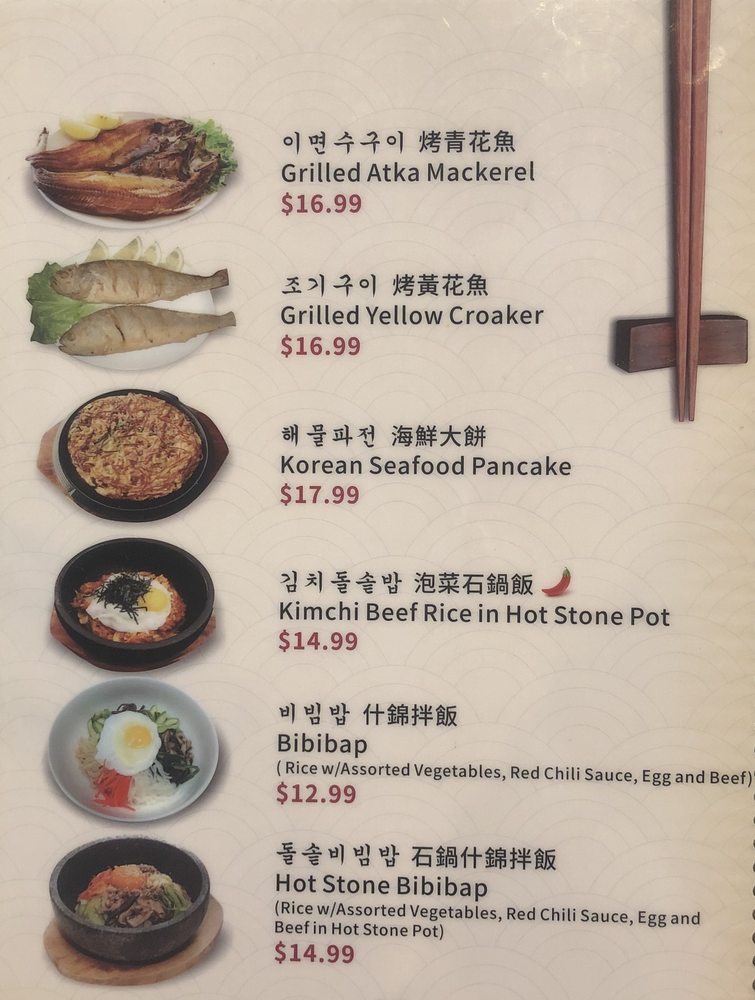 이면수구이 烤青花魚
Grilled Atka Mackerel
$16.99
조기구이 烤黃花魚
Grilled Yellow Croaker
$16.99
해물파전 海鮮大餅
Korean Seafood Pancake
$17.99
김치돌솥밥 泡菜石鍋飯
Kimchi Beef Rice in Hot Stone Pot
$14.99
비빔밥 什錦拌飯
Bibibap
( Rice w/Assorted Vegetables, Red Chili Sauce, Egg and Beef)
$12.99
돌솥비빔밥 石鍋什錦拌飯
Hot Stone Bibibap
(Rice w/Assorted Vegetables, Red Chili Sauce, Egg and
Beef in Hot Stone Pot)
$14.99